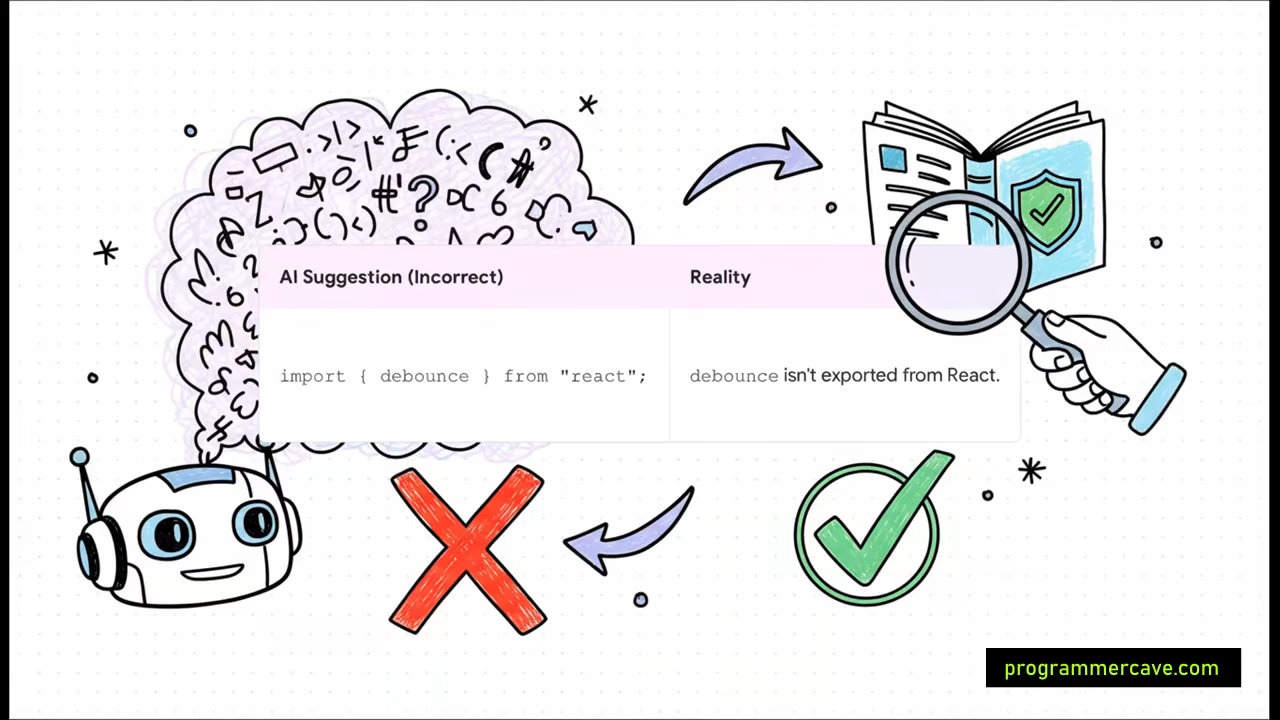 AI Suggestion (Incorrect)
Reality
import { debounce } from "react";
debounce isn't exported from React.
programmercave.com